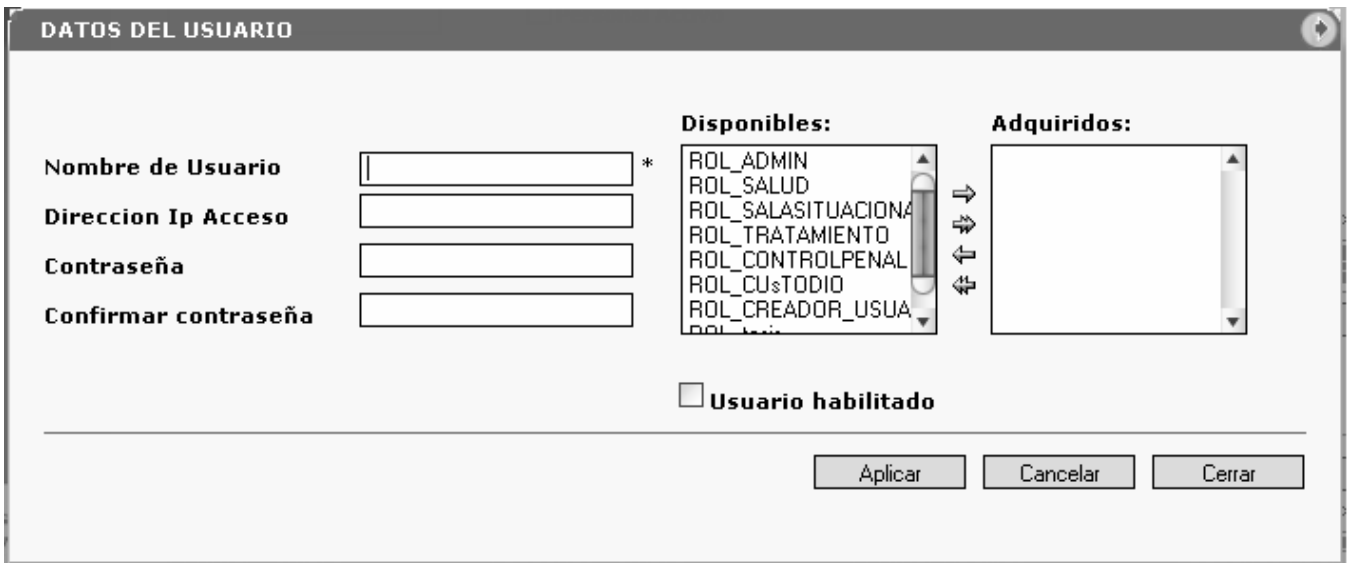 DATOS DEL USUARIO
Disponibles:
Adquiridos:
Nombre de Usuario
*
Direccion Ip Acceso
Contraseña
Confirmar contraseña
ROL_ADMIN
ROL_SALUD
ROL_SALASITUACIONA
ROL_TRATAMIENTO
ROL_CONTROLPENAL
ROL_CUsTODIO
ROL_CREADOR_USUA
Usuario habilitado
Aplicar
Cancelar
Cerrar